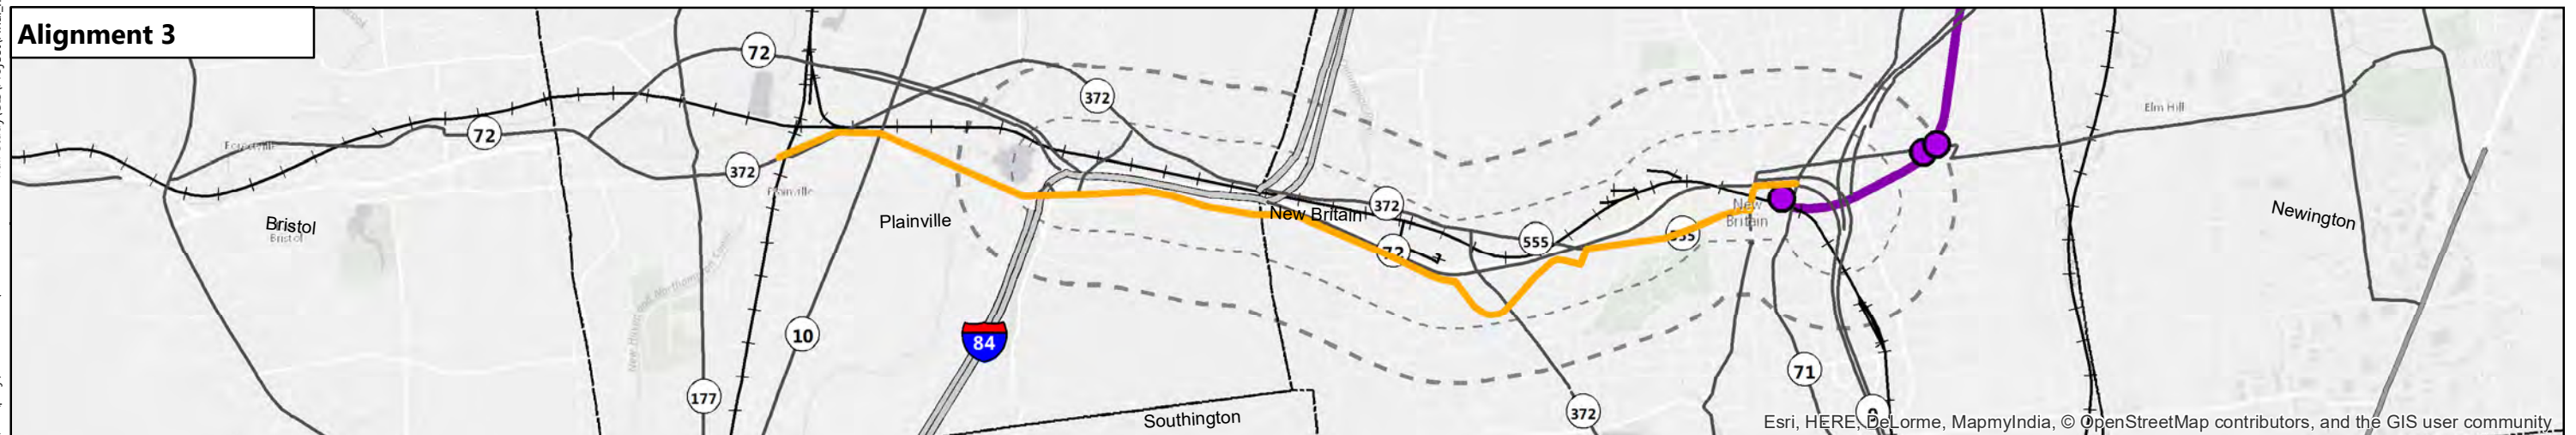 Alignment 3
72
372
Elm Hill
72
Forestville
372
Plainville
Bristol
Bristol
Plainville
New Britain
372
72
555
555
New
Britain
Newington
10
84
177
71
372
9
Southington
Esri, HERE, DeLorme, MapmyIndia, © OpenStreetMap contributors, and the GIS user community